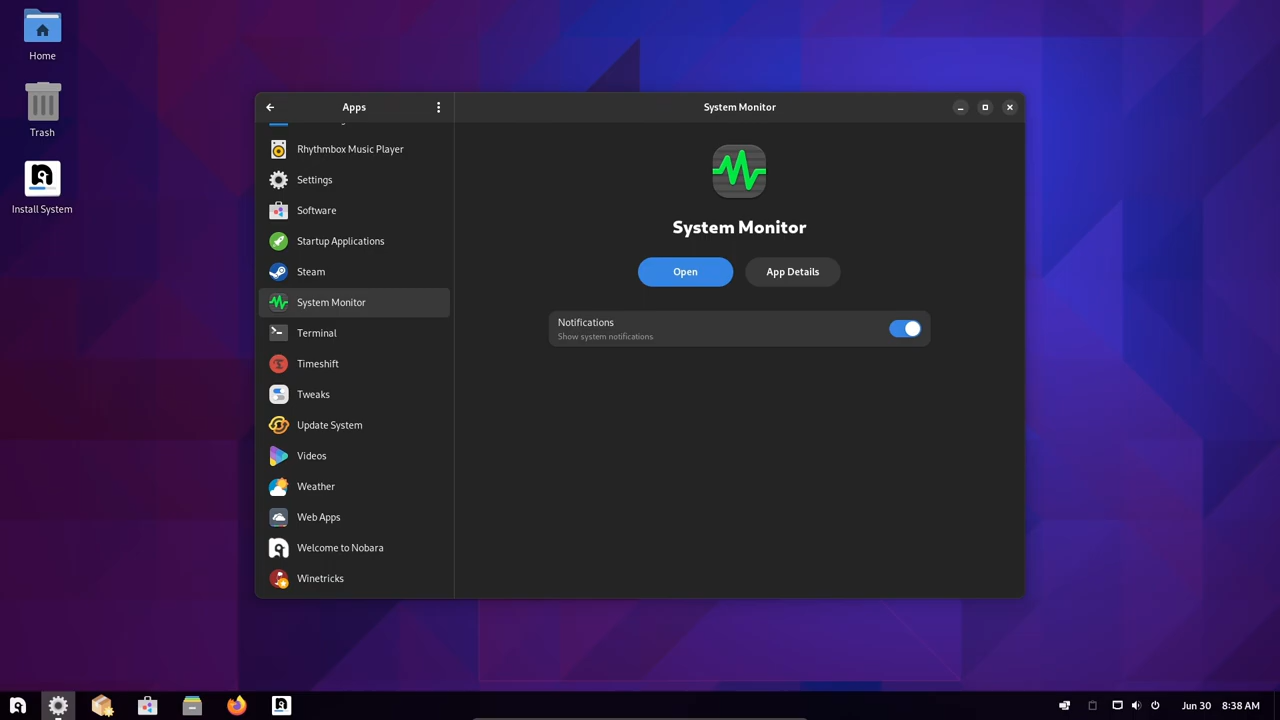 Home
Trash
Install System
Apps
System Monitor
Rhythmbox Music Player
Settings
Software
Startup Applications
Steam
System Monitor
Terminal
Timeshift
Tweaks
Update System
Videos
Weather
Web Apps
Welcome to Nobara
Winetricks
System Monitor
Open
App Details
Notifications
Show system notifications
Jun 30
8:38 AM